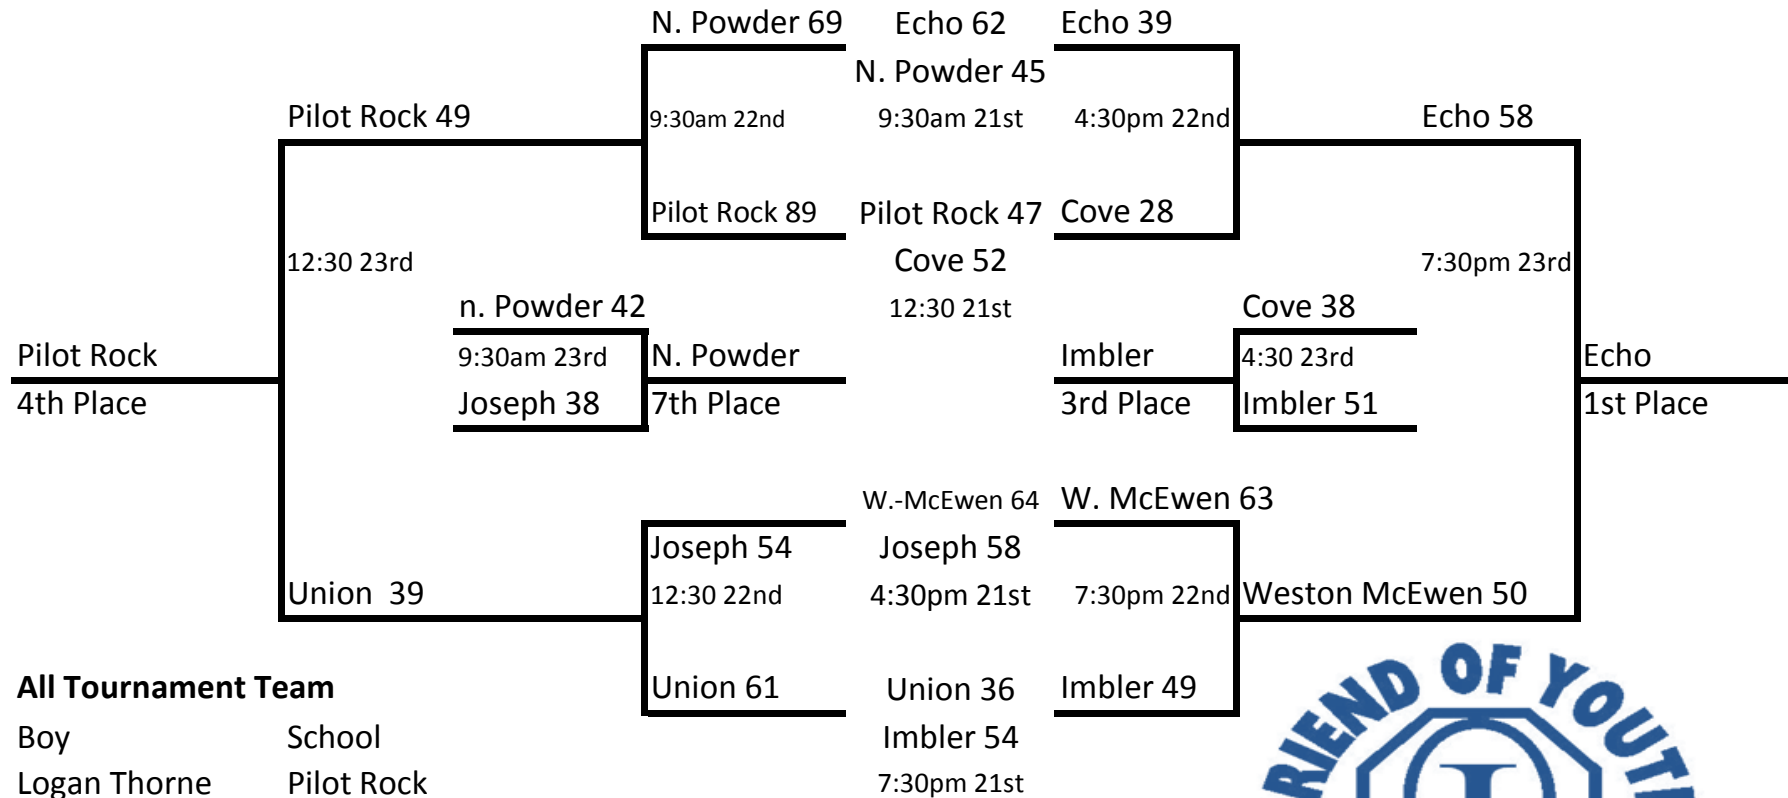 N. Powder 69 Echo 62 Echo 39
N. Powder 45
Pilot Rock 49 9:30am 22nd 9:30am 21st 4:30pm 22nd Echo 58
Pilot Rock 89 Pilot Rock 47 Cove 28
12:30 23rd Cove 52 7:30pm 23rd
n. Powder 42 12:30 21st Cove 38
Pilot Rock 9:30am 23rd N. Powder Imbler 4:30 23rd Echo
4th Place Joseph 38 7th Place 3rd Place Imbler 51 1st Place
W.-McEwen 64 W. McEwen 63
Joseph 54 Joseph 58
Union 39 12:30 22nd 4:30pm 21st 7:30pm 22nd Weston McEwen 50
All Tournament Team Union 61 Union 36 Imbler 49
Boy School Imbler 54
Logan Thorne Pilot Rock 7:30pm 21st
RIEND OF YOUT